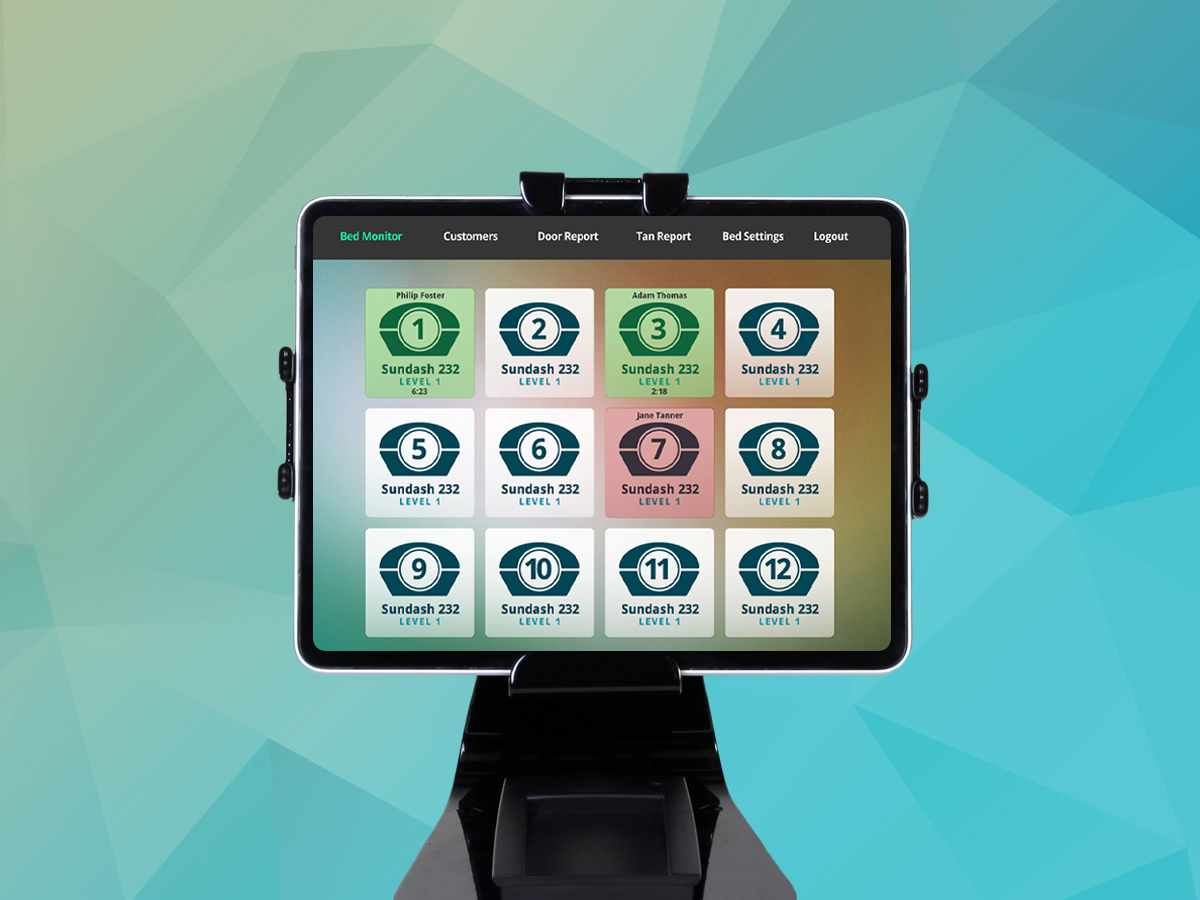 Bed Monitor Customers Door Report Tan Report Bed Settings Logout
Philip Foster
1
Sundash 232
LEVEL 1
6:23
2
Sundash 232
LEVEL 1
Adam Thomas
3
Sundash 232
LEVEL 1
2:18
4
Sundash 232
LEVEL 1
5
Sundash 232
LEVEL 1
6
Sundash 232
LEVEL 1
Jane Tanner
7
Sundash 232
LEVEL 1
8
Sundash 232
LEVEL 1
9
Sundash 232
LEVEL 1
10
Sundash 232
LEVEL 1
11
Sundash 232
LEVEL 1
12
Sundash 232
LEVEL 1